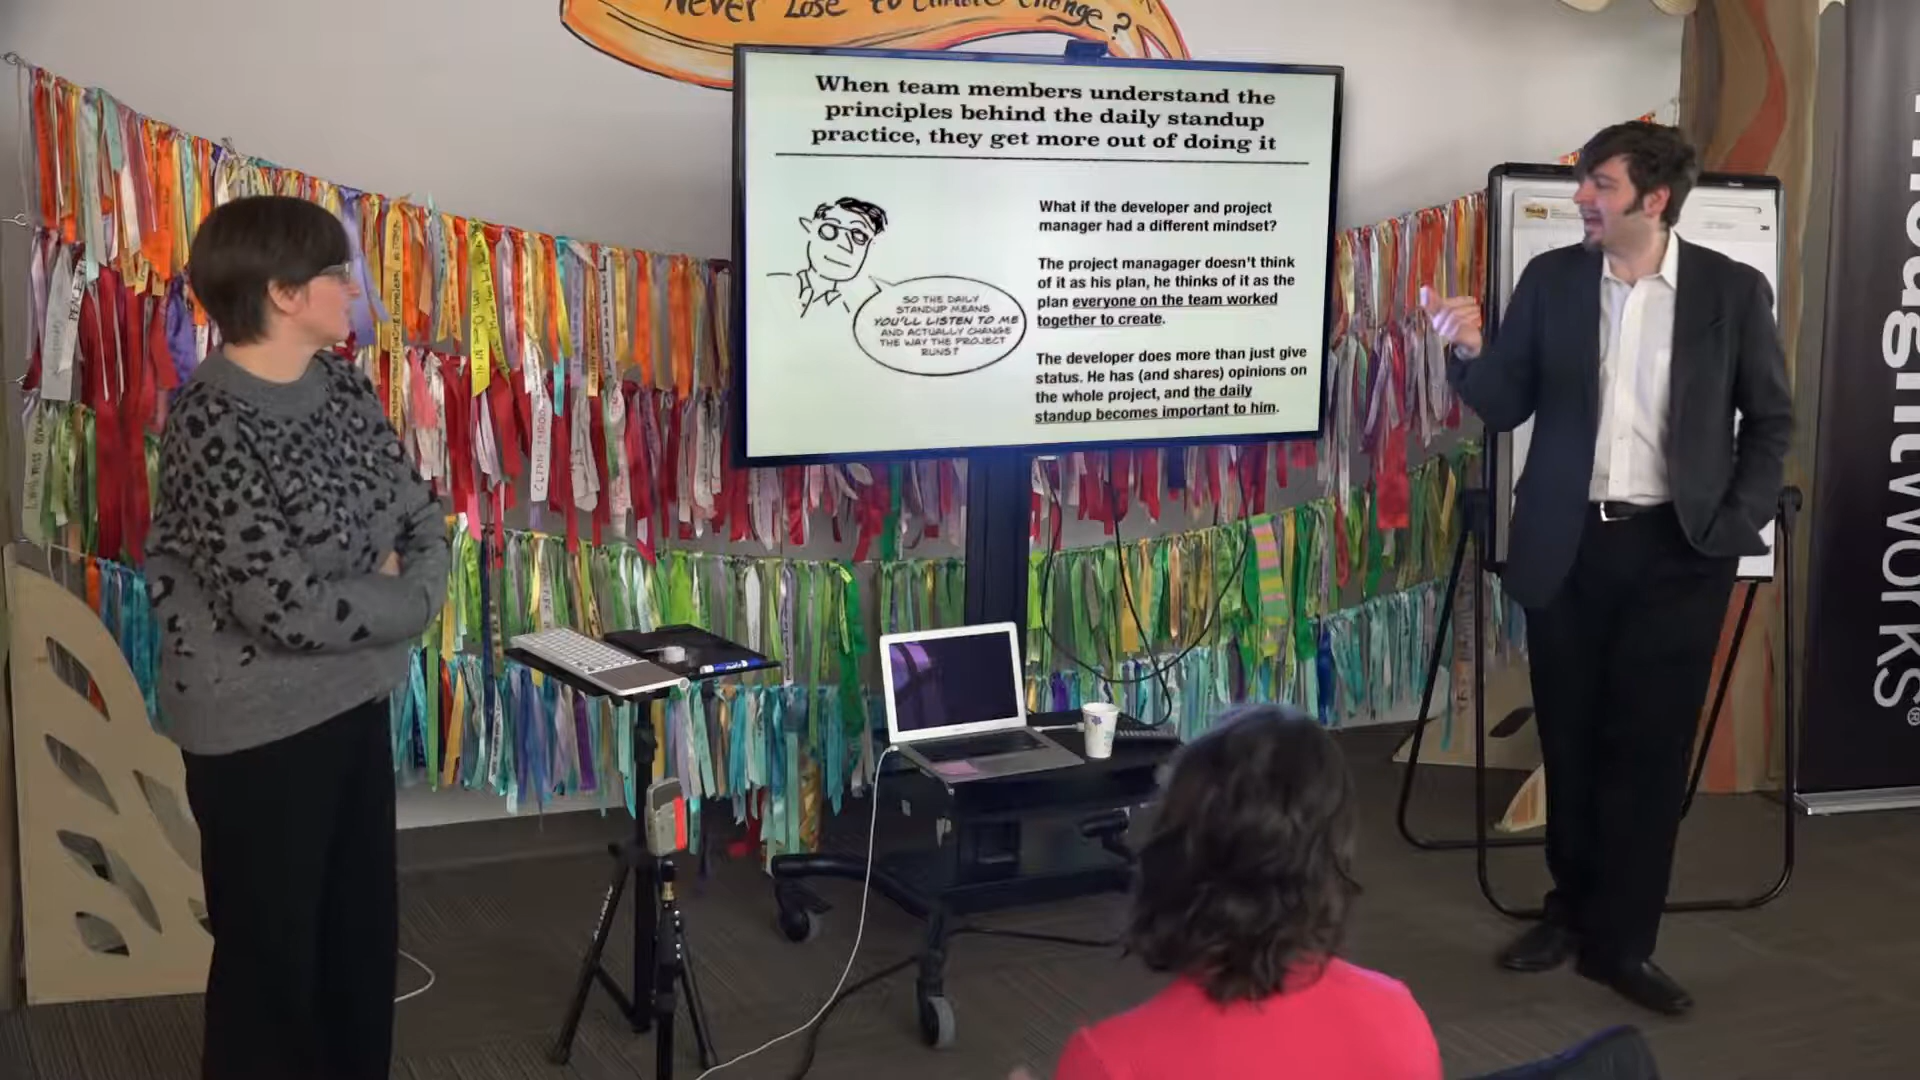 Never Lose to Climate Change?
When team members understand the
principles behind the daily standup
practice, they get more out of doing it
What if the developer and project
manager had a different mindset?
The project managager doesn't think
of it as his plan, he thinks of it as the
plan everyone on the team worked
together to create.
The developer does more than just give
status. He has (and shares) opinions on
the whole project, and the daily
standup becomes important to him.
SO THE DAILY
STANDUP MEANS
YOU'LL LISTEN TO ME
AND ACTUALLY CHANGE
THE WAY THE PROJECT
RUNS?
Post-it
3M